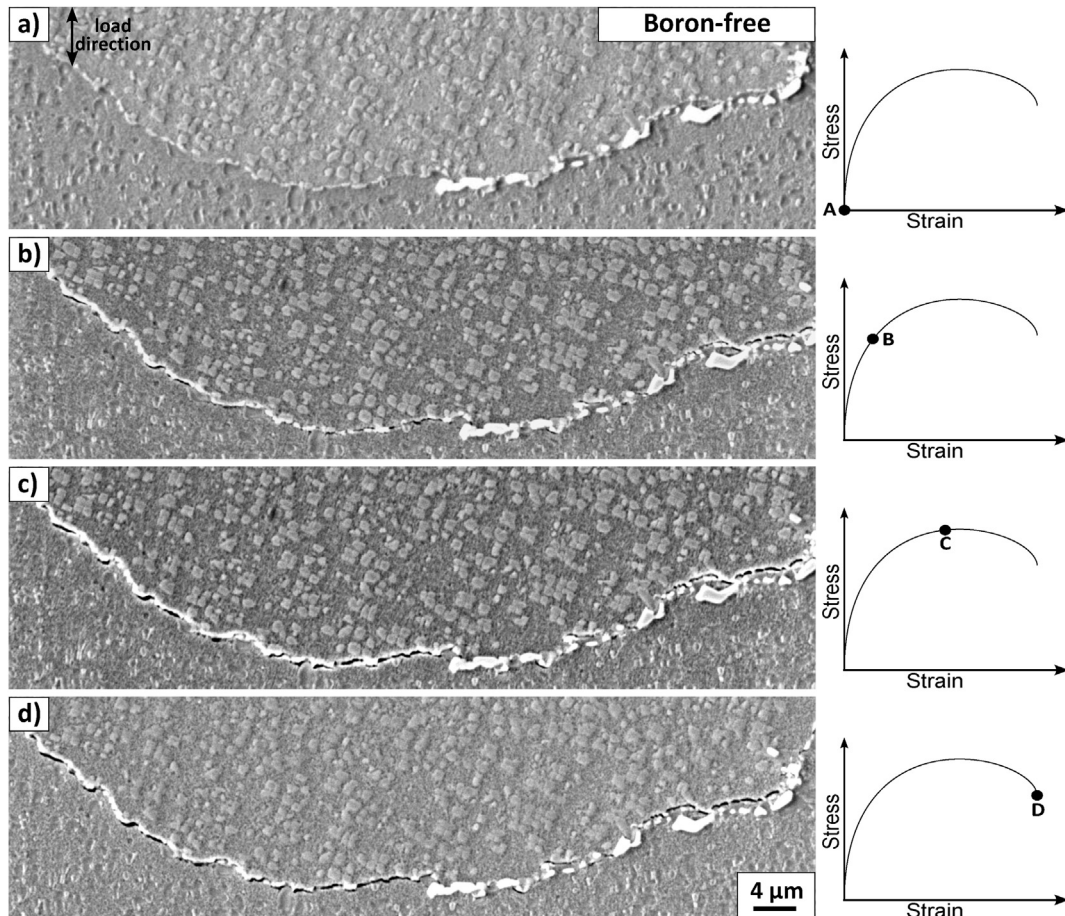 a)
load
direction
Boron-free
Stress
A
Strain
b)
Stress
B
Strain
c)
Stress
C
Strain
d)
4 µm
Stress
D
Strain